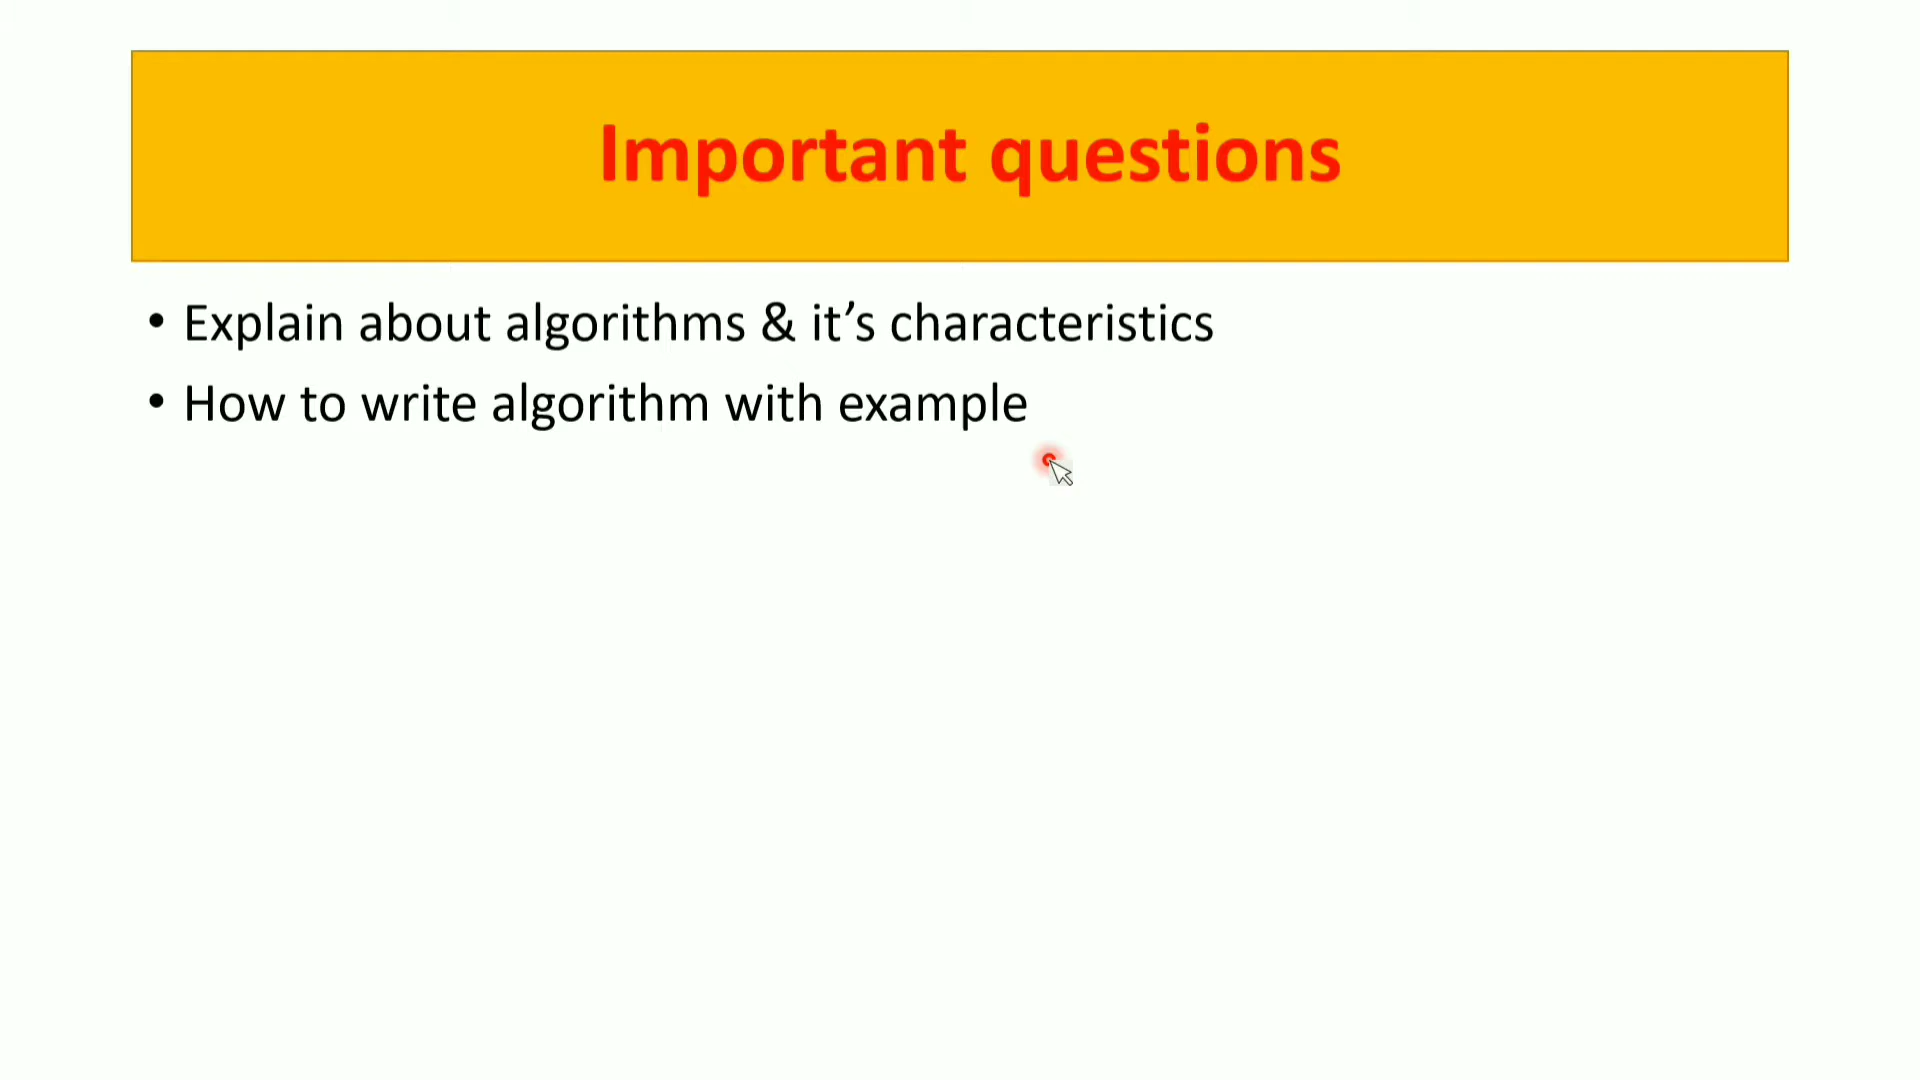 Important questions
• Explain about algorithms & it’s characteristics
• How to write algorithm with example